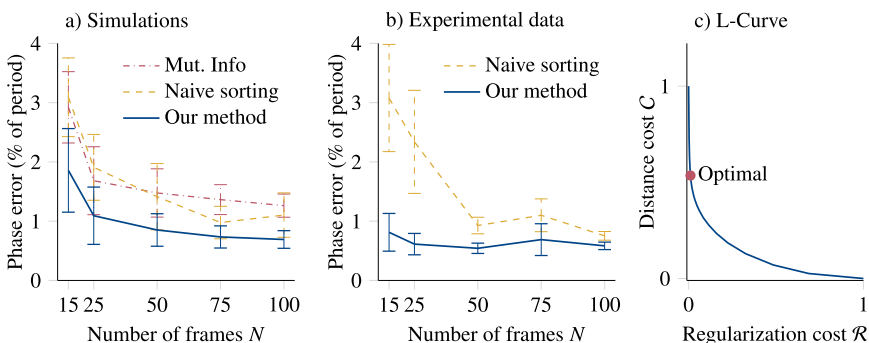 a) Simulations
Phase error (% of period)
4
3
2
1
0
Mut. Info
Naive sorting
Our method
15 25 50 75 100
Number of frames N
b) Experimental data
Phase error (% of period)
4
3
2
1
0
Naive sorting
Our method
15 25 50 75 100
Number of frames N
c) L-Curve
Distance cost 𝒞
1
0
Optimal
0 1
Regularization cost ℛ